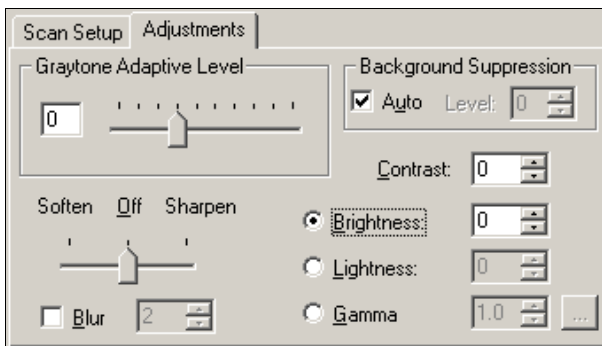 Scan Setup Adjustments
Graytone Adaptive Level
0
Background Suppression
Auto Level: 0
Contrast: 0
Soften Off Sharpen
Brightness: 0
Lightness: 0
Blur 2
Gamma 1.0 ...